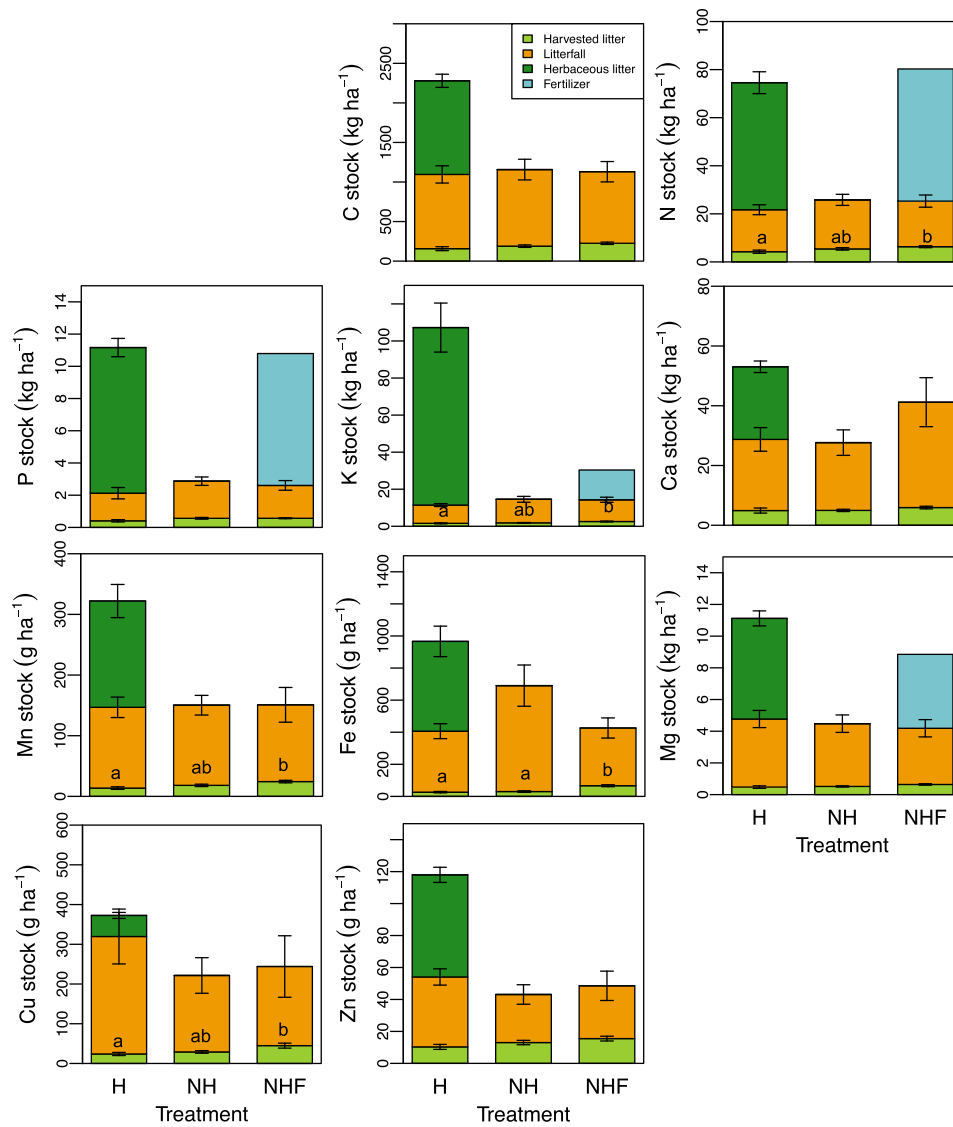 C stock (kg ha−1)
0 500 1500 2500
Harvested litter
Litterfall
Herbaceous litter
Fertilizer
N stock (kg ha−1)
0 20 40 60 80 100
a ab b
P stock (kg ha−1)
0 2 4 6 8 10 12 14
K stock (kg ha−1)
0 20 40 60 80 100
a ab b
Ca stock (kg ha−1)
0 20 40 60 80
Mn stock (g ha−1)
0 100 200 300 400
a ab b
Fe stock (g ha−1)
0 200 400 600 1000 1400
a a b
Mg stock (kg ha−1)
0 2 4 6 8 10 12 14
H NH NHF
Treatment
Cu stock (g ha−1)
0 100 200 300 400 500 600
a ab b
H NH NHF
Treatment
Zn stock (g ha−1)
0 20 40 60 80 120
H NH NHF
Treatment